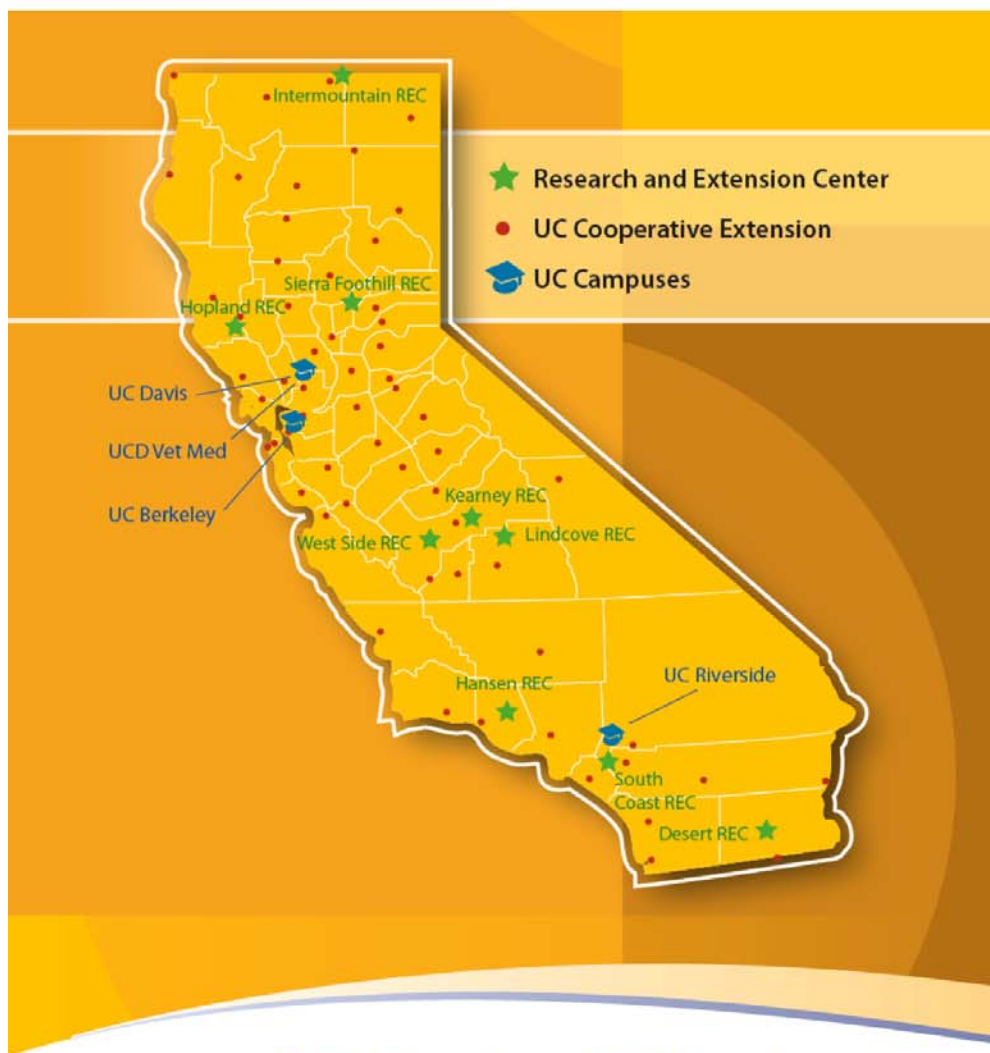 Intermountain REC
Research and Extension Center
UC Cooperative Extension
UC Campuses
Sierra Foothill REC
Hopland REC
UC Davis
UCD Vet Med
UC Berkeley
Kearney REC
West Side REC
Lindcove REC
Hansen REC
UC Riverside
South
Coast REC
Desert REC